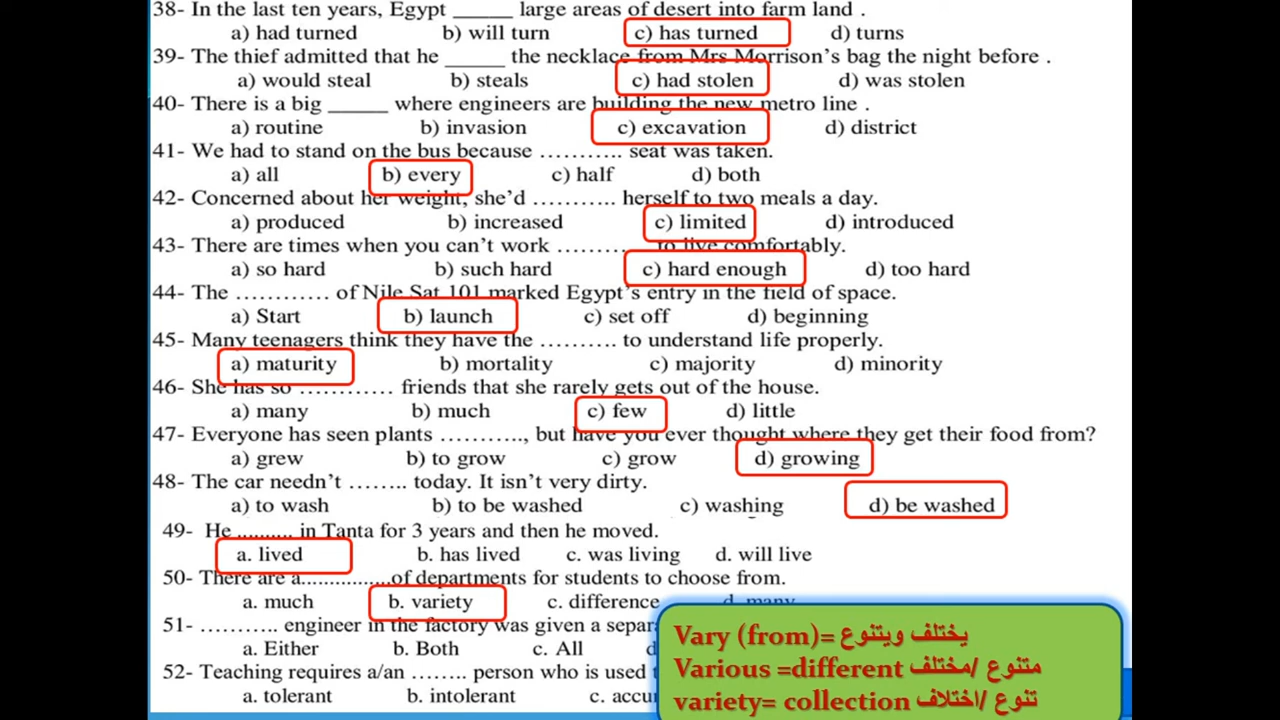 38- In the last ten years, Egypt ______ large areas of desert into farm land .
a) had turned b) will turn c) has turned d) turns
39- The thief admitted that he ______ the necklace from Mrs Morrison's bag the night before .
a) would steal b) steals c) had stolen d) was stolen
40- There is a big ______ where engineers are building the new metro line .
a) routine b) invasion c) excavation d) district
41- We had to stand on the bus because ……….. seat was taken.
a) all b) every c) half d) both
42- Concerned about her weight, she'd ……….. herself to two meals a day.
a) produced b) increased c) limited d) introduced
43- There are times when you can't work ………… to live comfortably.
a) so hard b) such hard c) hard enough d) too hard
44- The ………… of Nile Sat 101 marked Egypt's entry in the field of space.
a) Start b) launch c) set off d) beginning
45- Many teenagers think they have the ………. to understand life properly.
a) maturity b) mortality c) majority d) minority
46- She has so ………… friends that she rarely gets out of the house.
a) many b) much c) few d) little
47- Everyone has seen plants ……….., but have you ever thought where they get their food from?
a) grew b) to grow c) grow d) growing
48- The car needn't …….. today. It isn't very dirty.
a) to wash b) to be washed c) washing d) be washed
49- He .......... in Tanta for 3 years and then he moved.
a. lived b. has lived c. was living d. will live
50- There are a................of departments for students to choose from.
a. much b. variety c. difference d. many
51- ……….. engineer in the factory was given a
a. Either b. Both c. All
52- Teaching requires a/an …….. person who is used
a. tolerant b. intolerant c.
Vary (from)= يختلف ويتنوع
Various =different متنوع /مختلف
variety= collection تنوع /اختلاف